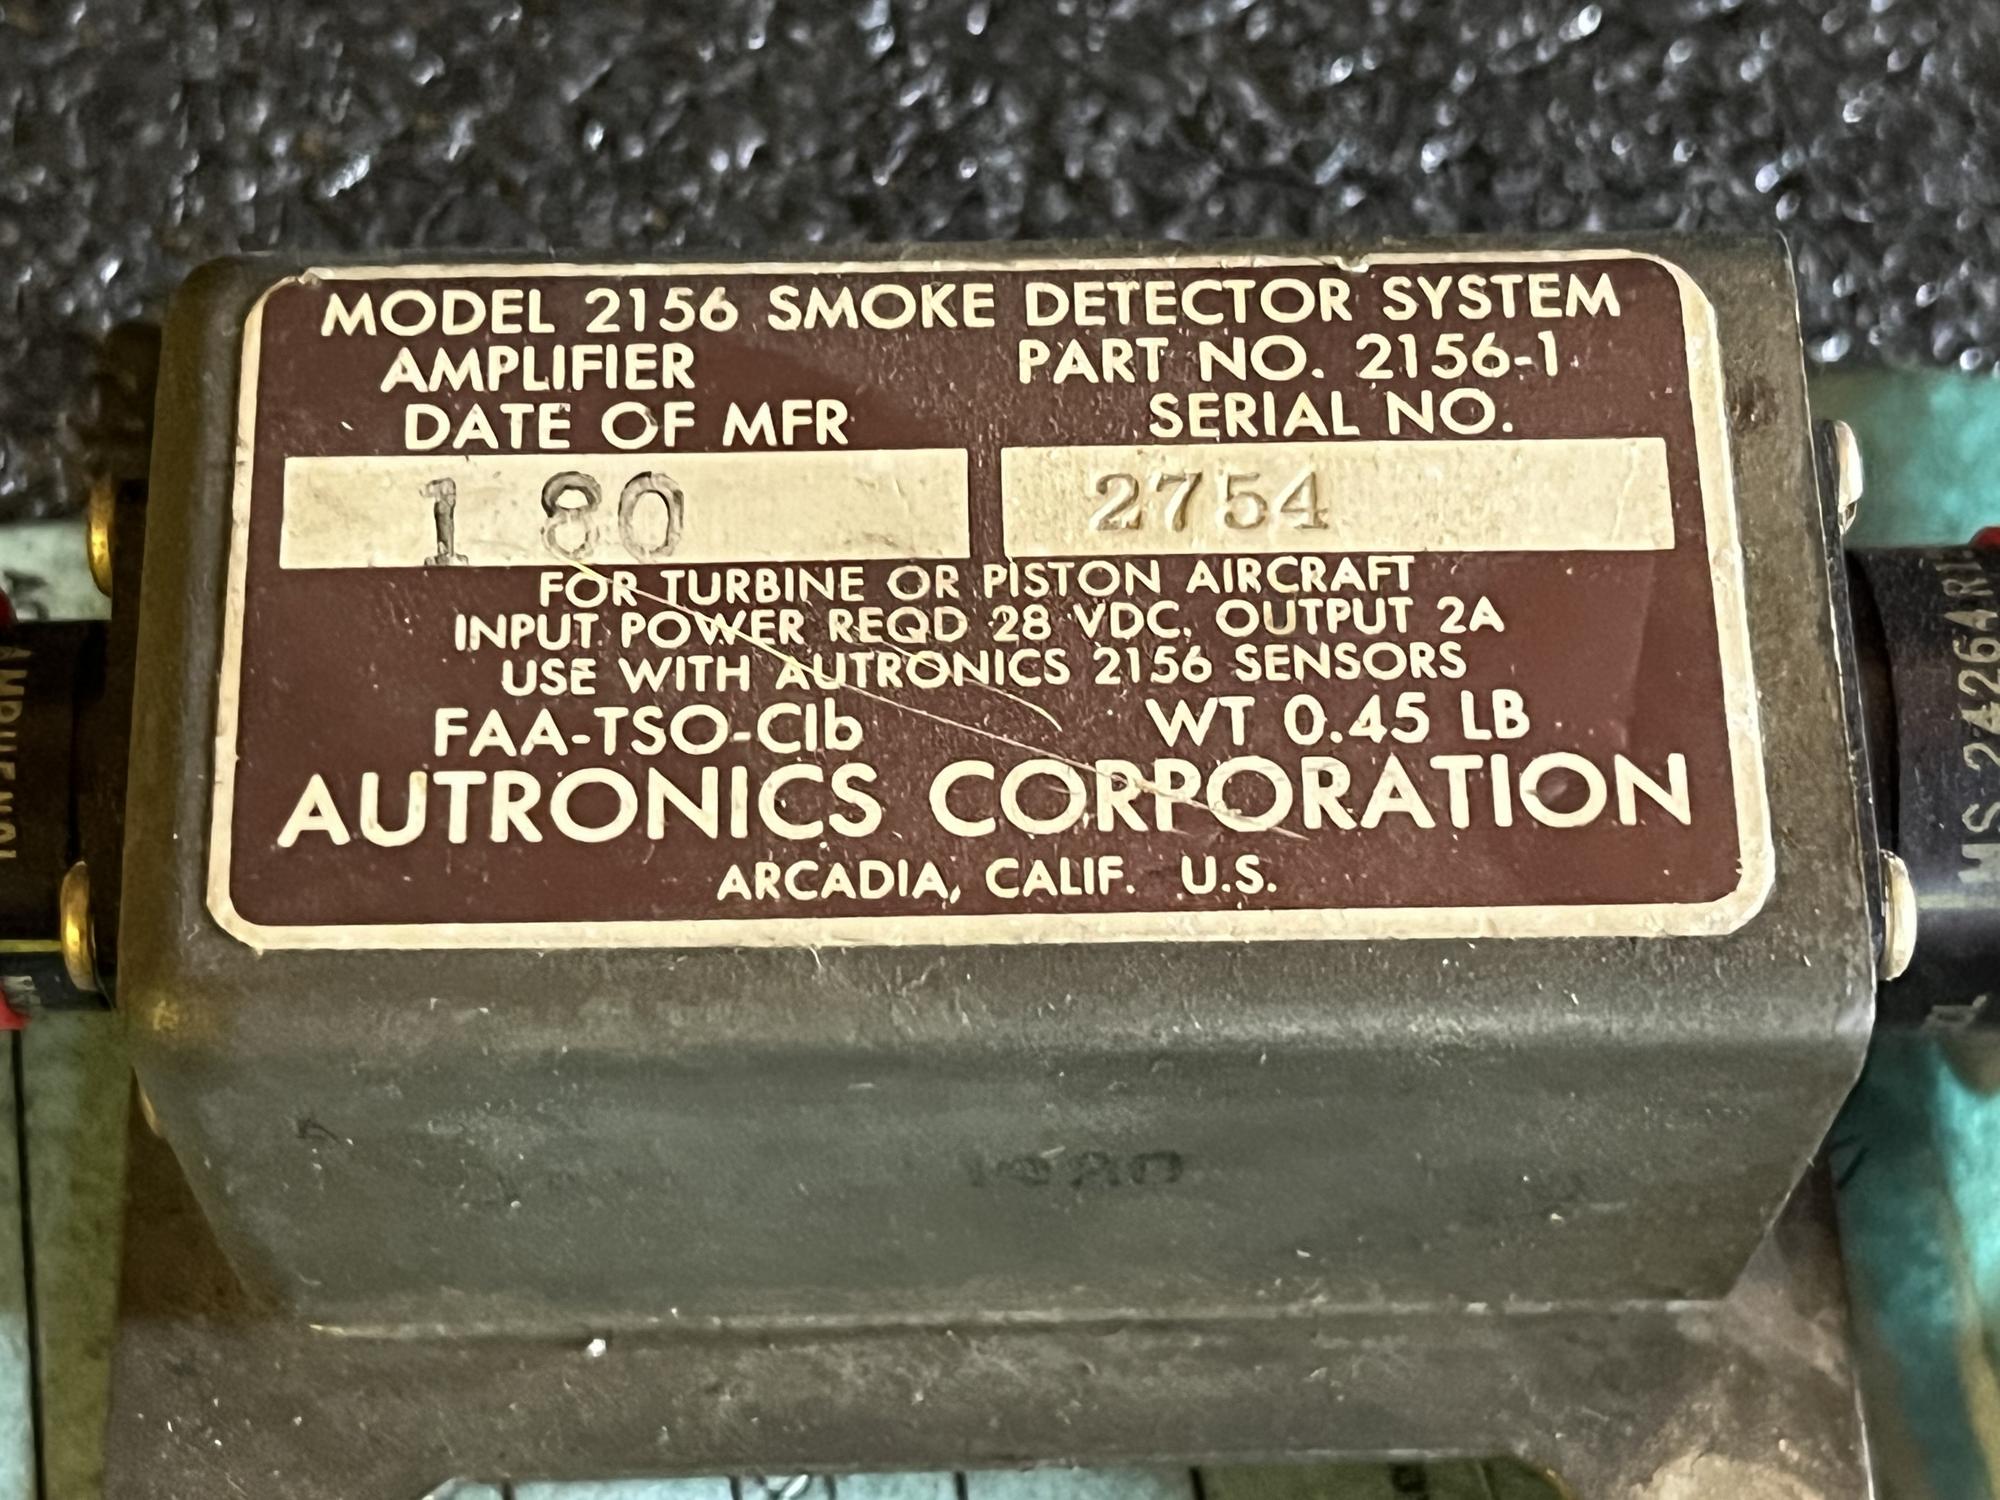 MODEL 2156 SMOKE DETECTOR SYSTEM
AMPLIFIER PART NO. 2156-1
DATE OF MFR SERIAL NO.
1 80 2754
FOR TURBINE OR PISTON AIRCRAFT
INPUT POWER REQD 28 VDC, OUTPUT 2A
USE WITH AUTRONICS 2156 SENSORS
FAA-TSO-CIb WT 0.45 LB
AUTRONICS CORPORATION
ARCADIA, CALIF. U.S.
AMPHENOL